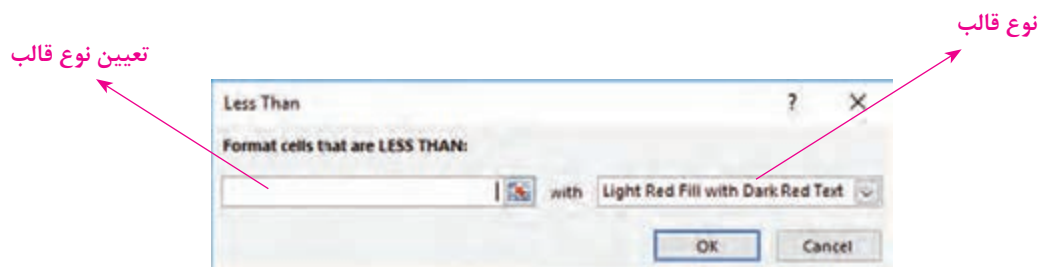 نوع قالب
تعیین نوع قالب
Less Than ? X
Format cells that are LESS THAN:
with Light Red Fill with Dark Red Text
OK Cancel